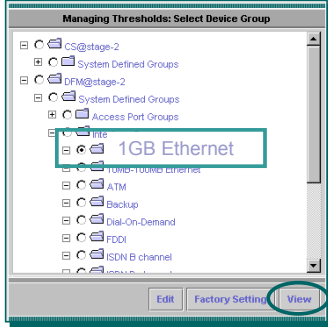 Managing Thresholds: Select Device Group
CS@stage-2
System Defined Groups
DFM@stage-2
System Defined Groups
Access Port Groups
Inte
1GB Ethernet
10MB-100MB Ethernet
ATM
Backup
Dial-On-Demand
FDDI
ISDN B channel
Edit
Factory Setting
View